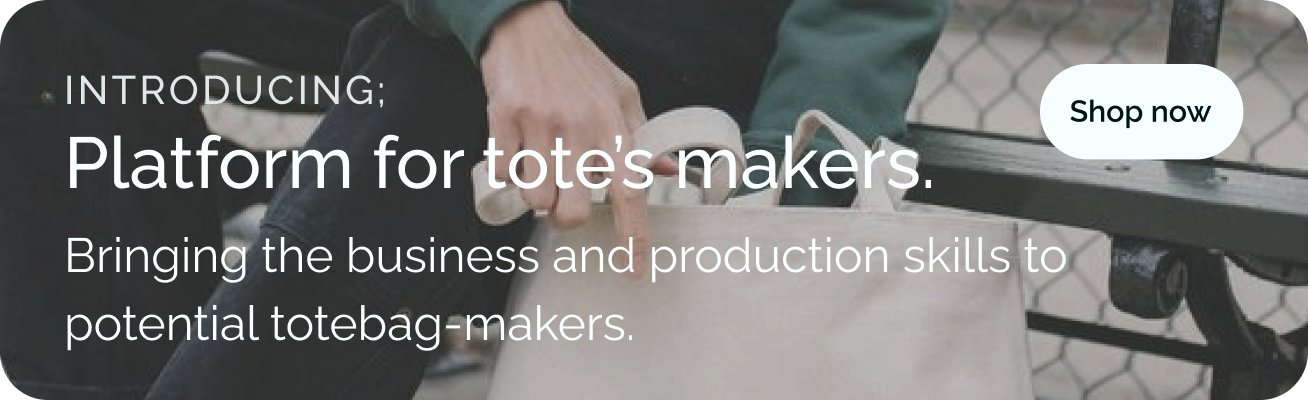 INTRODUCING;
Platform for tote’s makers.
Bringing the business and production skills to
potential totebag-makers.
Shop now